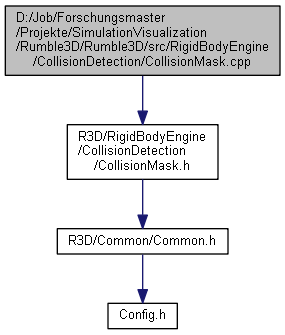 D:/Job/Forschungsmaster
/Projekte/SimulationVisualization
/Rumble3D/Rumble3D/src/RigidBodyEngine
/CollisionDetection/CollisionMask.cpp
R3D/RigidBodyEngine
/CollisionDetection
/CollisionMask.h
R3D/Common/Common.h
Config.h